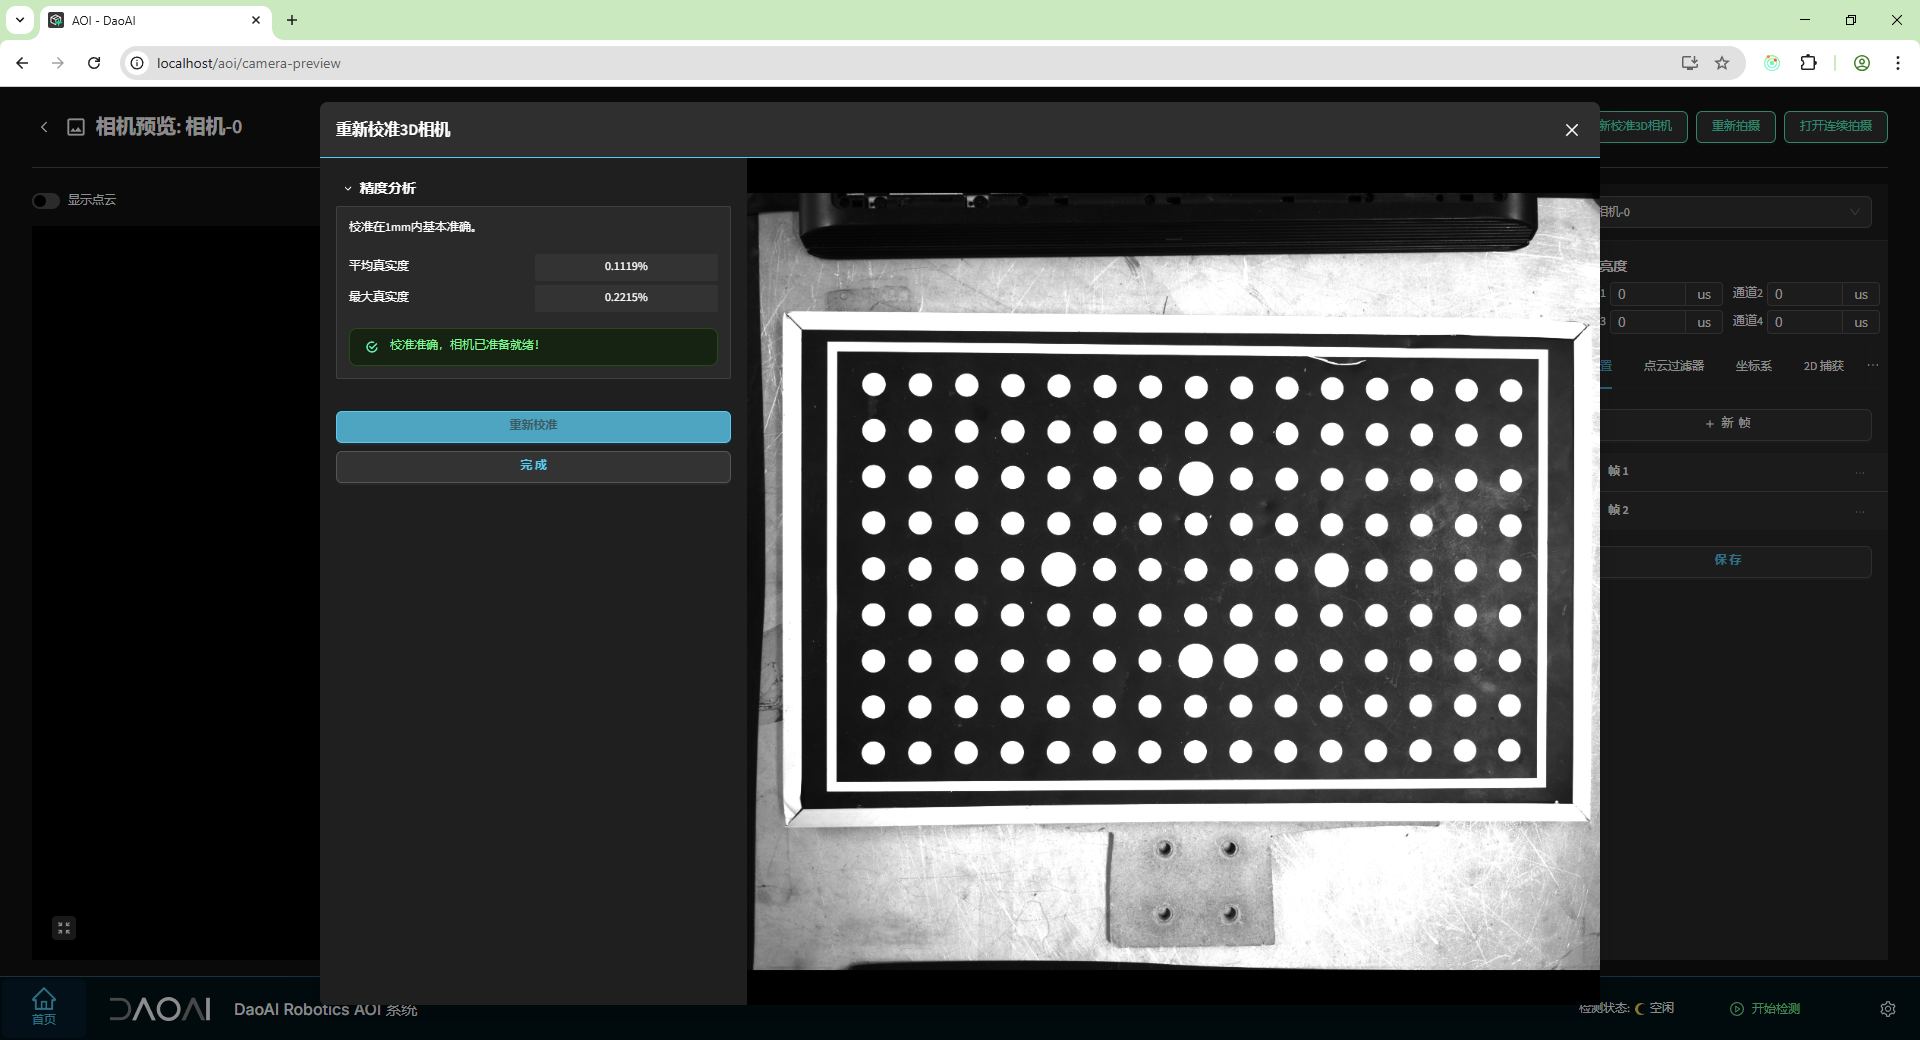 AOI - DaoAI
localhost/aoi/camera-preview
相机预览: 相机-0
重新校准3D相机
新校准3D相机
重新拍摄
打开连续拍摄
显示点云
精度分析
校准在1mm内基本准确。
平均真实度 0.1119%
最大真实度 0.2215%
校准准确，相机已准备就绪！
重新校准
完成
相机-0
亮度
1 0 us 通道2 0 us
3 0 us 通道4 0 us
置 点云过滤器 坐标系 2D 捕获 ...
+ 新 帧
帧 1 ...
帧 2 ...
保存
首页
DAOAI
DaoAI Robotics AOI 系统
检测状态: 空闲
开始检测